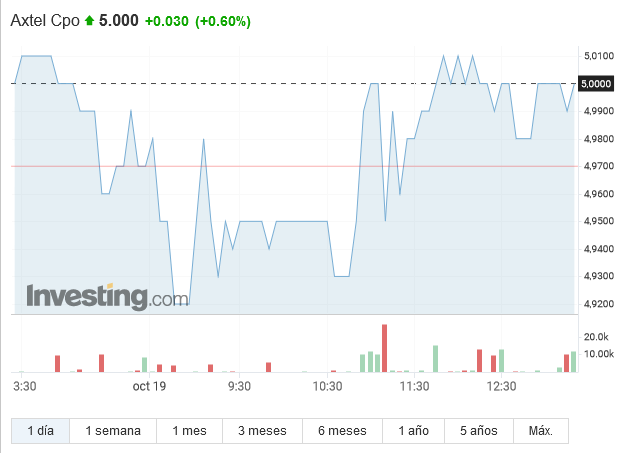 Axtel Cpo 5.000 +0.030 (+0.60%)
5,0100
5,0000
4,9900
4,9800
4,9700
4,9600
4,9500
4,9400
4,9300
4,9200
Investing.com
20.0k
10.00k
3:30 oct 19 9:30 10:30 11:30 12:30
1 día 1 semana 1 mes 3 meses 6 meses 1 año 5 años Máx.